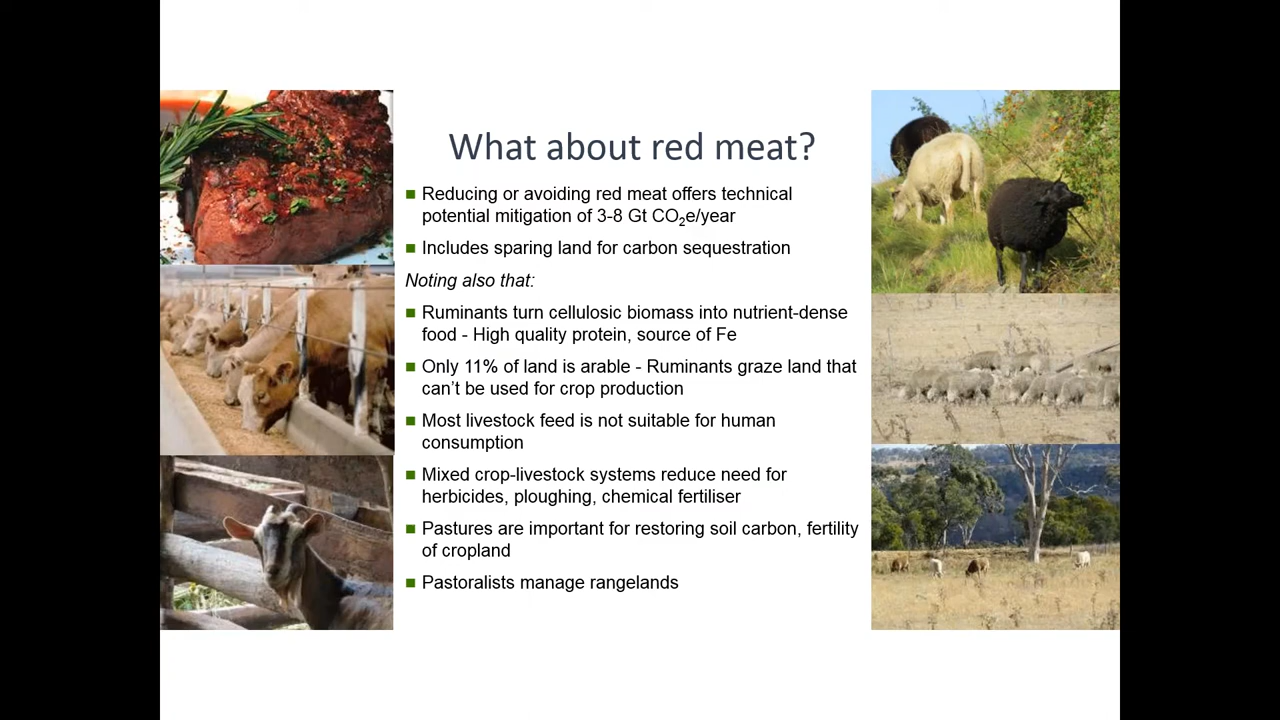 What about red meat?
Reducing or avoiding red meat offers technical
potential mitigation of 3-8 Gt CO₂e/year
Includes sparing land for carbon sequestration
Noting also that:
Ruminants turn cellulosic biomass into nutrient-dense
food - High quality protein, source of Fe
Only 11% of land is arable - Ruminants graze land that
can’t be used for crop production
Most livestock feed is not suitable for human
consumption
Mixed crop-livestock systems reduce need for
herbicides, ploughing, chemical fertiliser
Pastures are important for restoring soil carbon, fertility
of cropland
Pastoralists manage rangelands